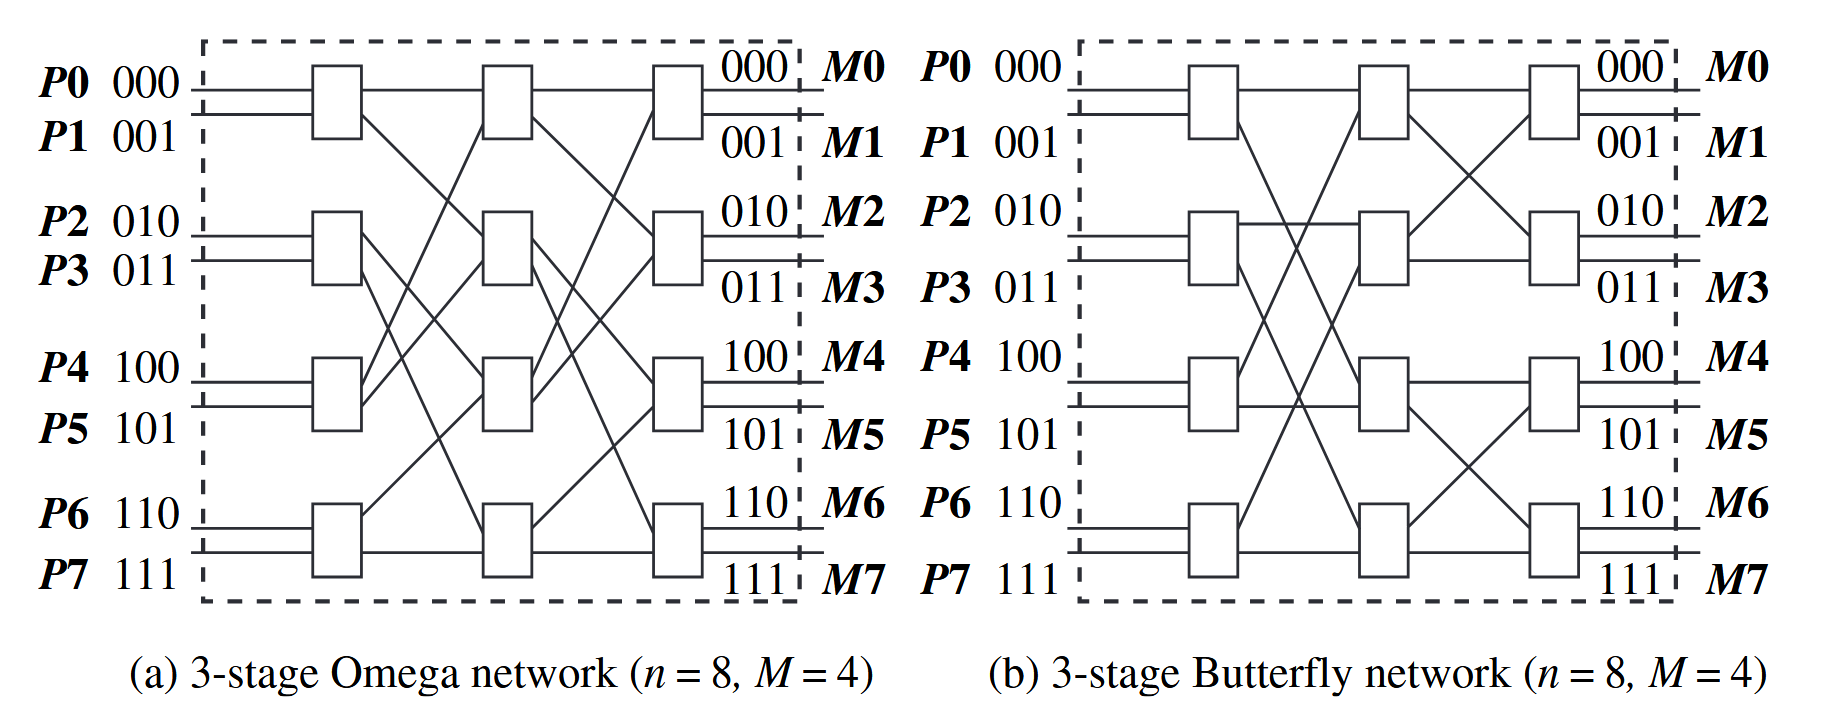 P0 000 000 M0 P0 000 000 M0
P1 001 001 M1 P1 001 001 M1
P2 010 010 M2 P2 010 010 M2
P3 011 011 M3 P3 011 011 M3
P4 100 100 M4 P4 100 100 M4
P5 101 101 M5 P5 101 101 M5
P6 110 110 M6 P6 110 110 M6
P7 111 111 M7 P7 111 111 M7
(a) 3-stage Omega network (n = 8, M = 4) (b) 3-stage Butterfly network (n = 8, M = 4)